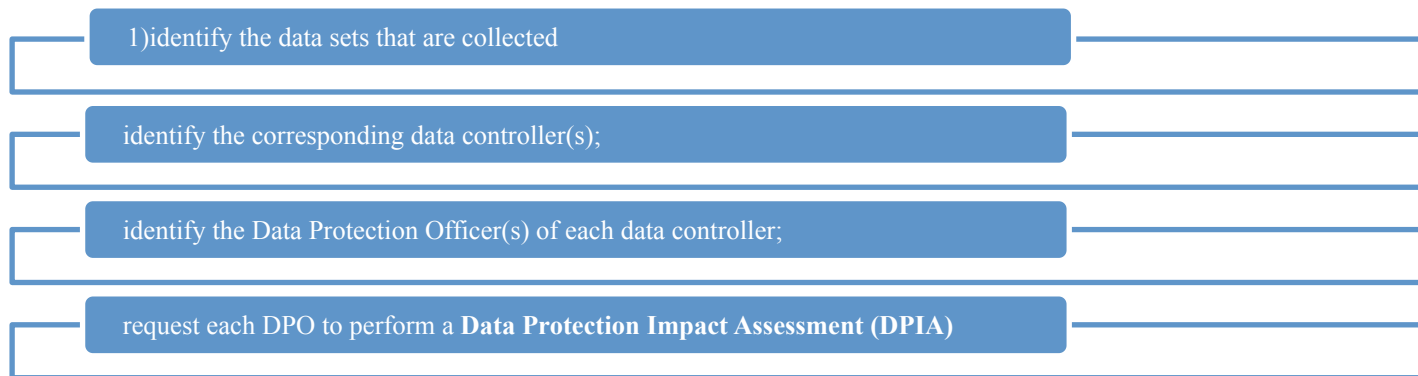 1)identify the data sets that are collected
identify the corresponding data controller(s);
identify the Data Protection Officer(s) of each data controller;
request each DPO to perform a Data Protection Impact Assessment (DPIA)